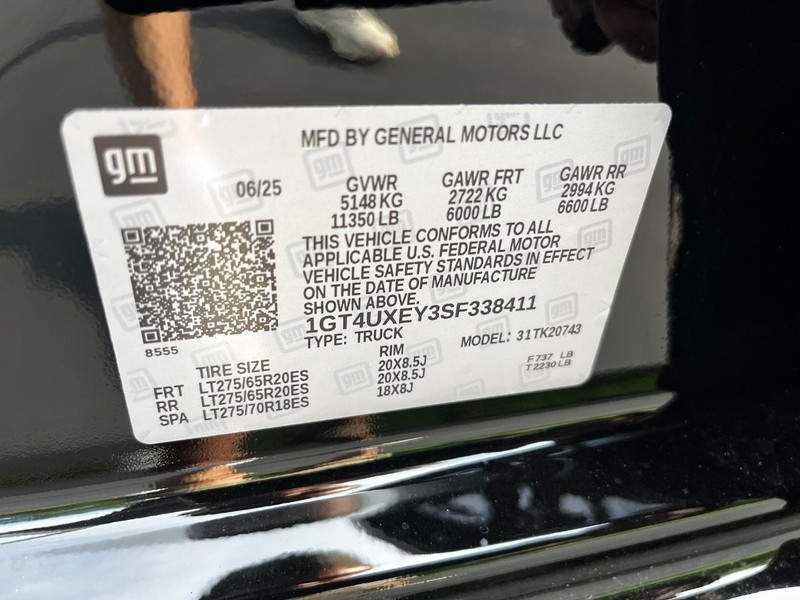 gm
MFD BY GENERAL MOTORS LLC
06/25
GVWR
5148 KG
11350 LB
GAWR FRT
2722 KG
6000 LB
GAWR RR
2994 KG
6600 LB
THIS VEHICLE CONFORMS TO ALL
APPLICABLE U.S. FEDERAL MOTOR
VEHICLE SAFETY STANDARDS IN EFFECT
ON THE DATE OF MANUFACTURE
SHOWN ABOVE.
1GT4UXEY3SF338411
TYPE: TRUCK
MODEL: 31TK20743
8555
TIRE SIZE RIM
FRT LT275/65R20ES 20X8.5J
RR LT275/65R20ES 20X8.5J
SPA LT275/70R18ES 18X8J
F 737 LB
T 2230 LB